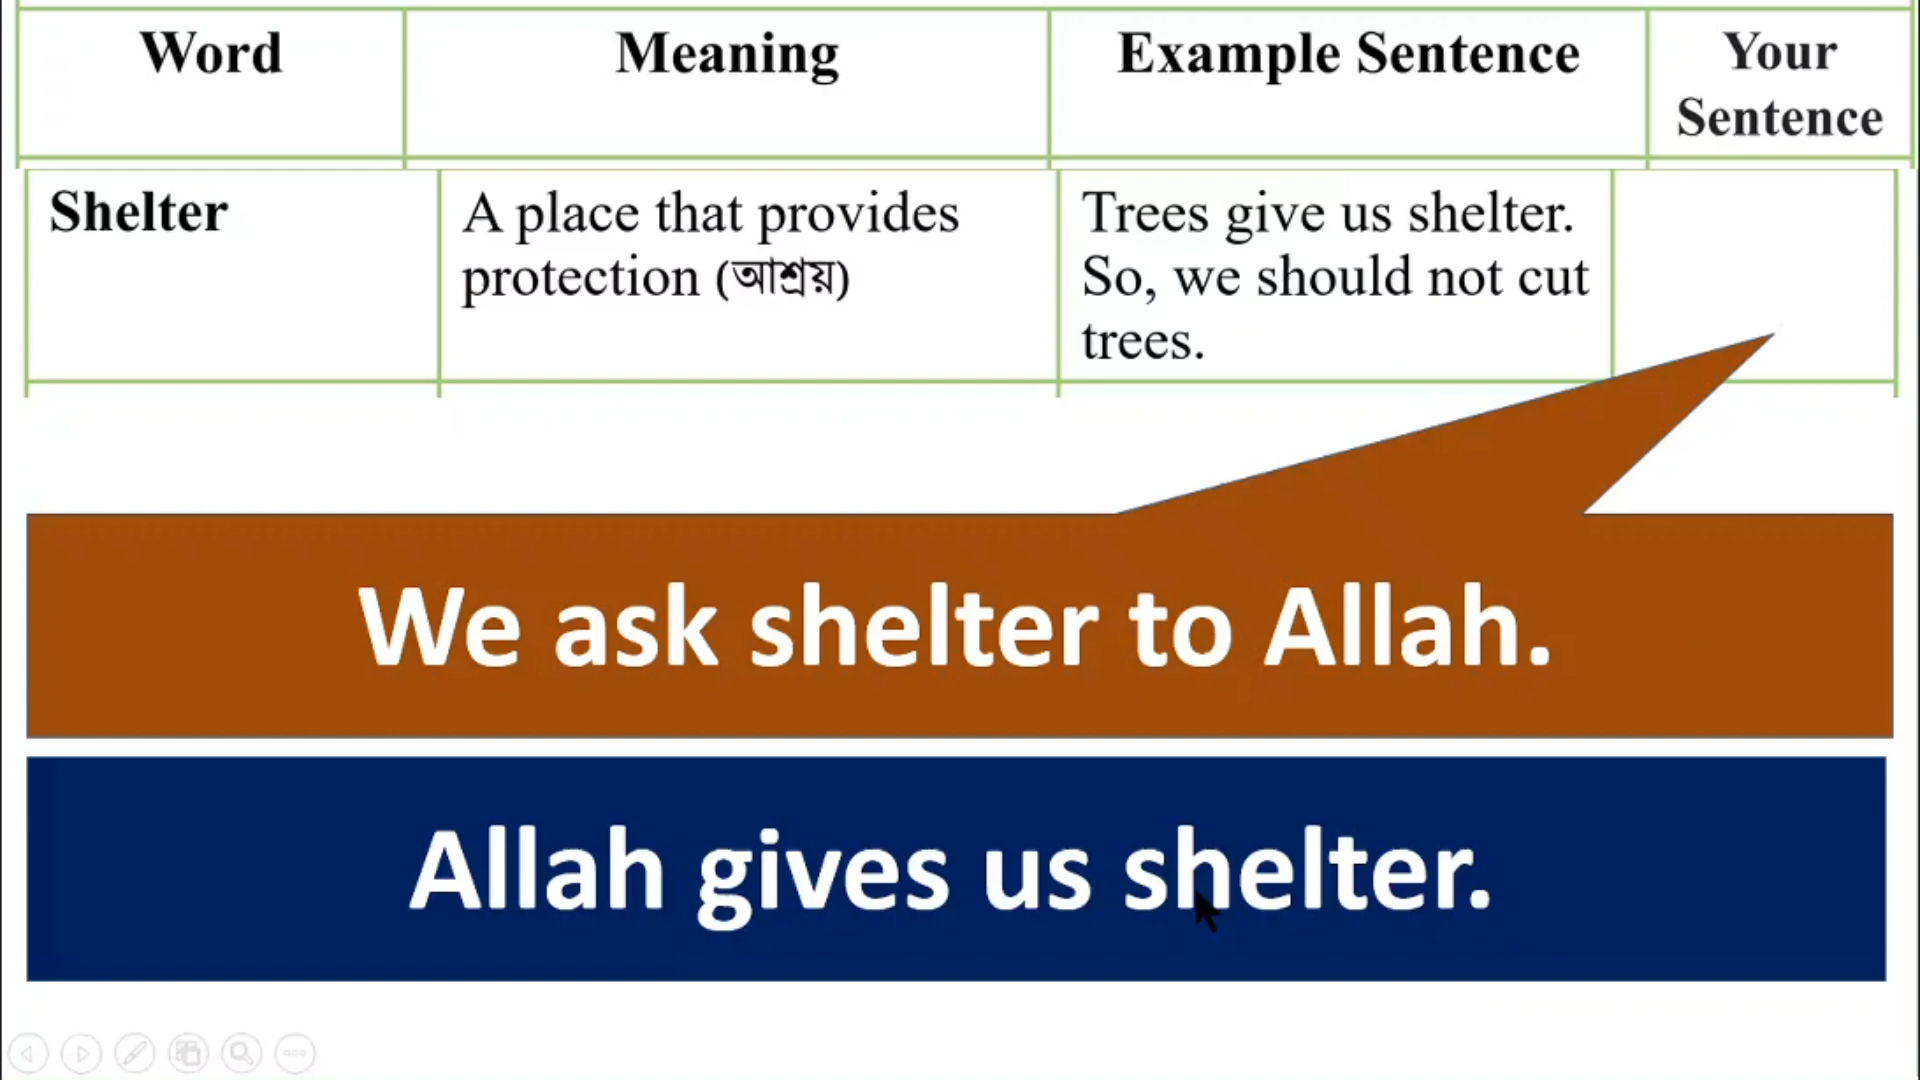 Word Meaning Example Sentence Your Sentence
Shelter
A place that provides
protection (আশ্রয়)
Trees give us shelter.
So, we should not cut
trees.
We ask shelter to Allah.
Allah gives us shelter.